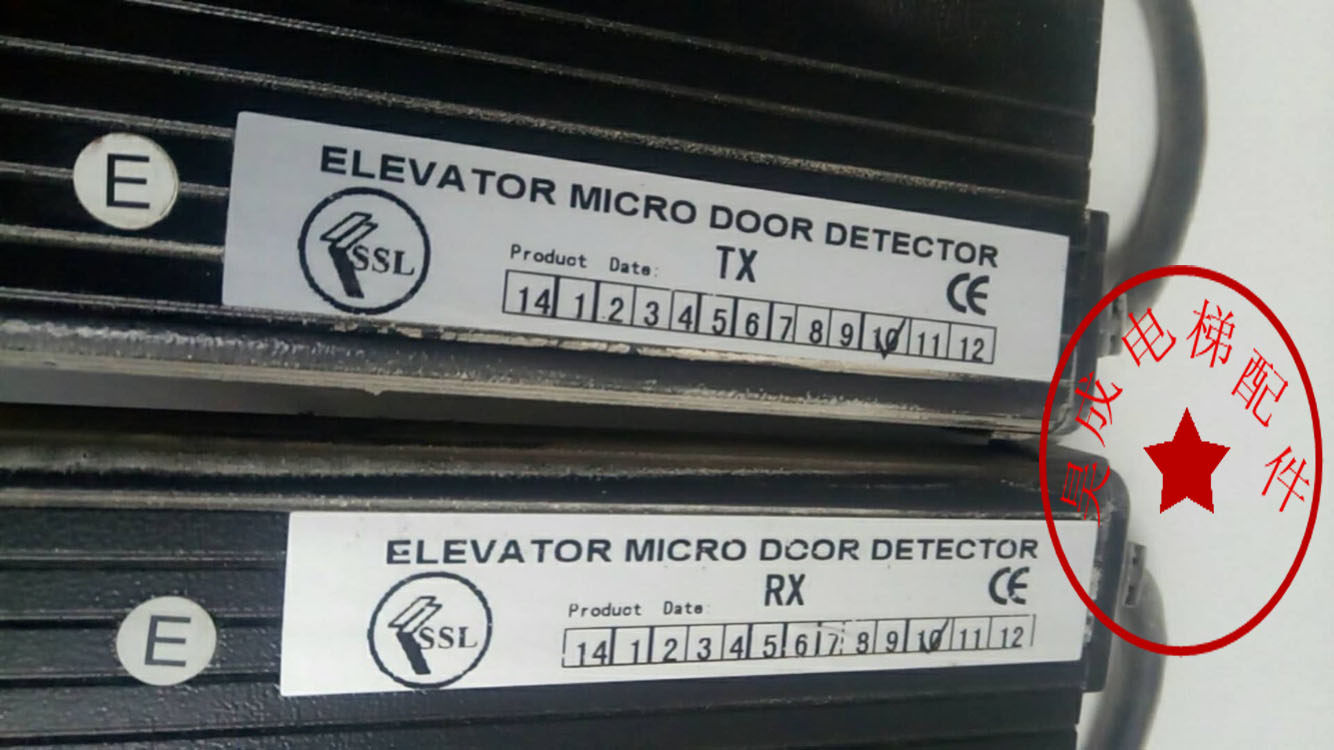 E
ELEVATOR MICRO DOOR DETECTOR
SSL
Product Date: TX
CE
14 1 2 3 4 5 6 7 8 9 10 11 12
昊成电梯配件
E
ELEVATOR MICRO DOOR DETECTOR
SSL
Product Date: RX
CE
14 1 2 3 4 5 6 7 8 9 10 11 12